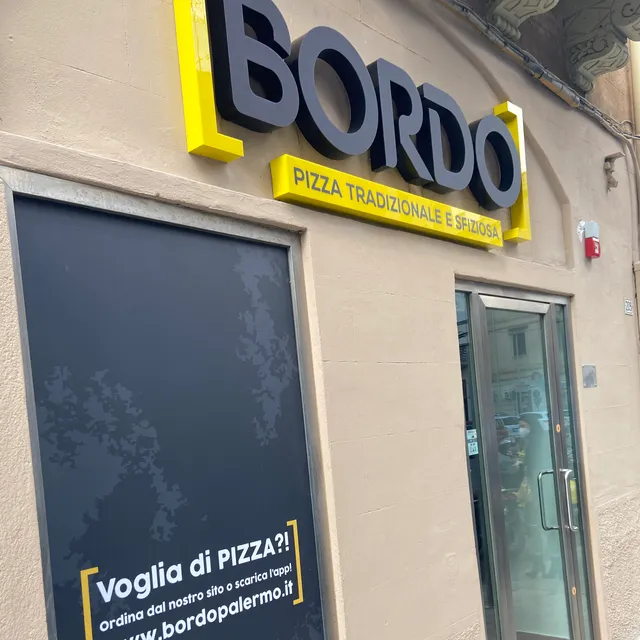 BORDO
PIZZA TRADIZIONALE E SFIZIOSA
Voglia di PIZZA?!
ordina dal nostro sito o scarica l'app!
www.bordopalermo.it